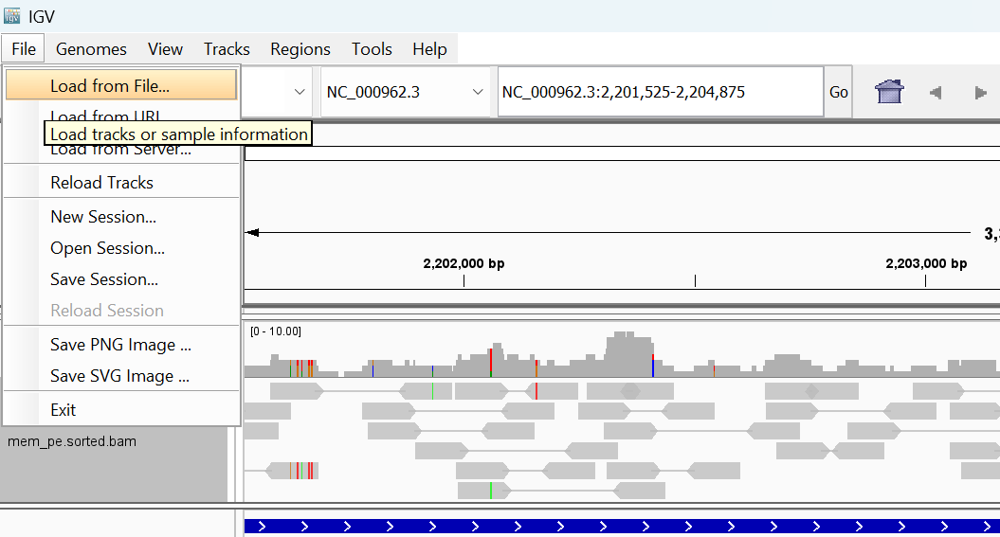 IGV
File Genomes View Tracks Regions Tools Help
Load from File...
NC_000962.3
NC_000962.3:2,201,525-2,204,875
Go
Load from URL
Load tracks or sample information
Load from Server...
Reload Tracks
New Session...
Open Session...
Save Session...
Reload Session
Save PNG Image ...
Save SVG Image ...
Exit
3,
2,202,000 bp
2,203,000 bp
[0 - 10.00]
mem_pe.sorted.bam